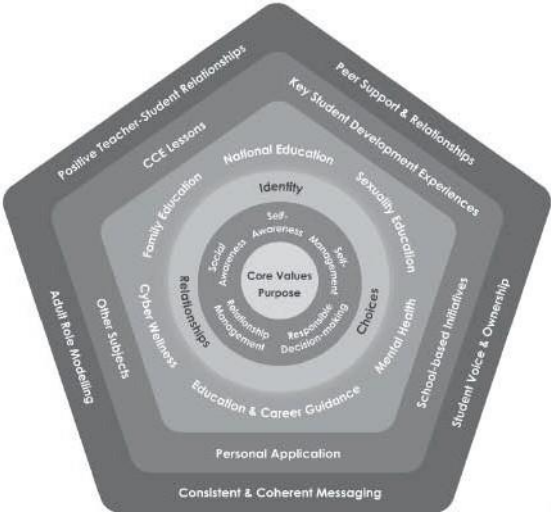 Positive Teacher-Student Relationships
Peer Support & Relationships
CCE Lessons
Key Student Development Experiences
National Education
Family Education
Sexuality Education
Identity
Self-
Awareness
Social
Awareness
Self-
Management
Core Values
Purpose
Relationships
Choices
Relationship
Management
Responsible
Decision-making
Cyber Wellness
Mental Health
Education & Career Guidance
Other Subjects
School-based Initiatives
Adult Role Modelling
Student Voice & Ownership
Personal Application
Consistent & Coherent Messaging